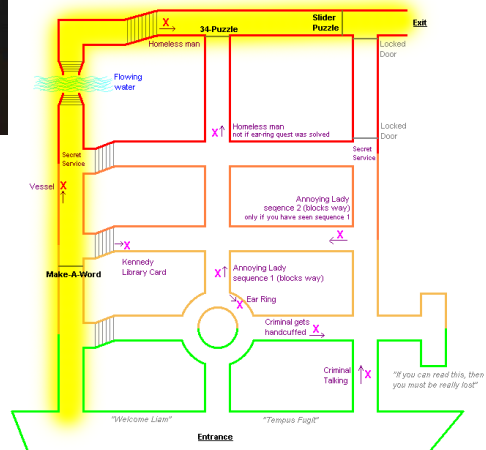 Slider
Puzzle
Exit
X
34-Puzzle
Homeless man
Locked
Door
Flowing
water
X
Homeless man
not if ear-ring quest was solved
Locked
Door
Secret
Service
Secret
Service
Vessel
X
Annoying Lady
seqence 2 (blocks way)
only if you have seen sequence 1
X
X
Kennedy
Library Card
Make-A-Word
X
Annoying Lady
sequence 1 (blocks way)
Ear Ring
X
Criminal gets
handcuffed
X
Criminal
Talking
X
"If you can read this, then
you must be really lost"
"Welcome Liam"
"Tempus Fugit"
Entrance